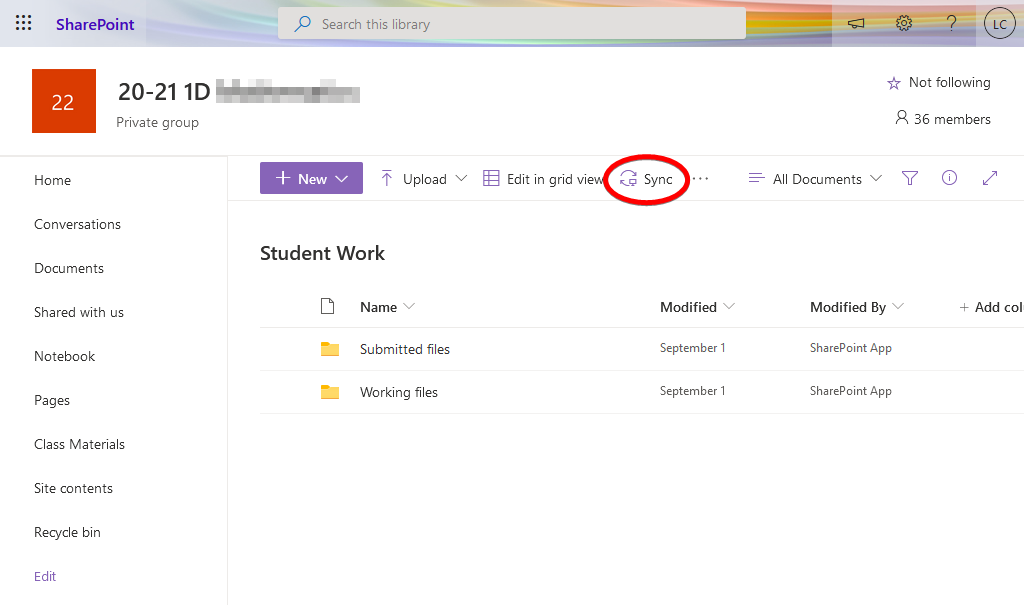 SharePoint
Search this library
LC
22
20-21 1D
Private group
Not following
36 members
Home
Conversations
Documents
Shared with us
Notebook
Pages
Class Materials
Site contents
Recycle bin
Edit
+ New
Upload
Edit in grid view
Sync
...
All Documents
Student Work
Name
Modified
Modified By
+ Add col
Submitted files
September 1
SharePoint App
Working files
September 1
SharePoint App